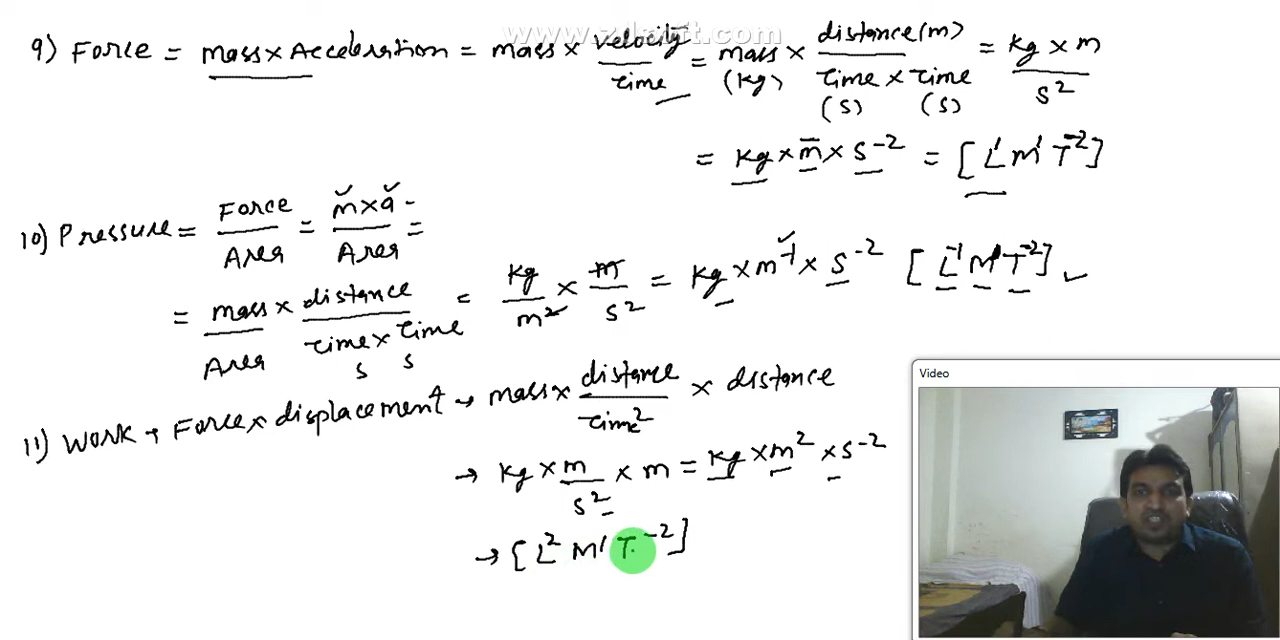 9) Force = mass × Acceleration = mass × velocity/time = mass (kg) × distance(m)/time (s) × time (s) = kg × m/s²
= kg × m × s⁻² = [L¹ M¹ T⁻²]
10) Pressure = Force/Area = m × a/Area =
= mass/Area × distance/time s × time s = kg/m² × m/s² = kg × m⁻¹ × s⁻² [L⁻¹ M¹ T⁻²]
11) Work → Force × displacement → mass × distance/time² × distance
→ kg × m/s² × m = kg × m² × s⁻²
→ [L² M¹ T⁻²]
Video